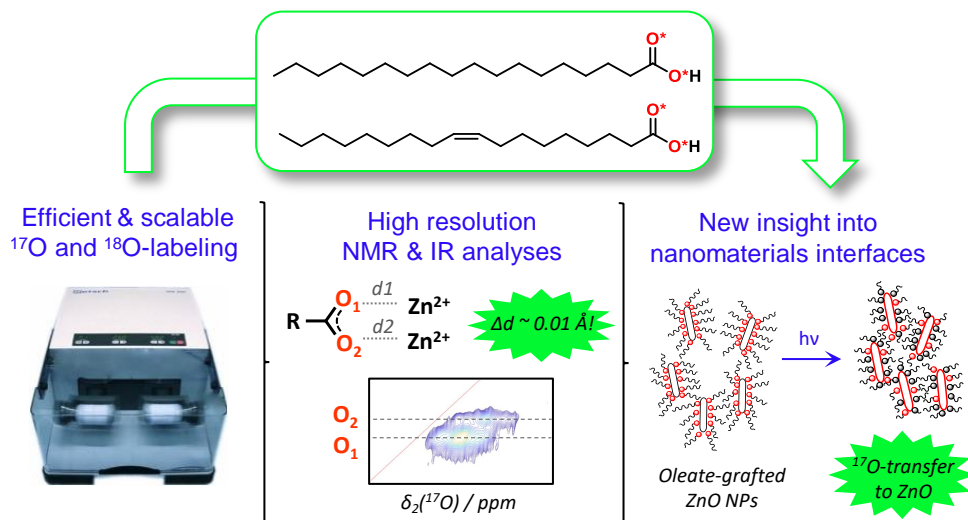 O*
O*H
O*
O*H
Efficient & scalable
¹⁷O and ¹⁸O-labeling
High resolution
NMR & IR analyses
R
O₁
d1
Zn²⁺
O₂
d2
Zn²⁺
Δd ~ 0.01 Å!
O₂
O₁
δ₂(¹⁷O) / ppm
New insight into
nanomaterials interfaces
hν
Oleate-grafted
ZnO NPs
¹⁷O-transfer
to ZnO